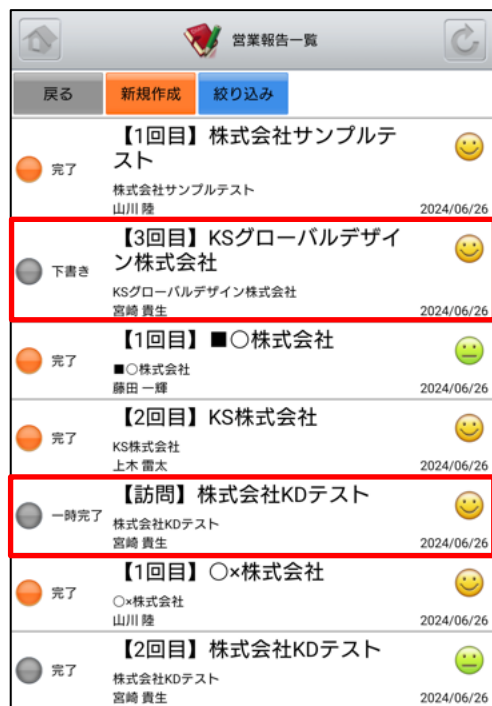 営業報告一覧
戻る 新規作成 絞り込み
【1回目】株式会社サンプルテ
スト
完了
株式会社サンプルテスト
山川 陸 2024/06/26
【3回目】KSグローバルデザイ
ン株式会社
下書き
KSグローバルデザイン株式会社
宮崎 貴生 2024/06/26
【1回目】■○株式会社
完了
■○株式会社
藤田 一輝 2024/06/26
【2回目】KS株式会社
完了
KS株式会社
上木 雷太 2024/06/26
【訪問】株式会社KDテスト
一時完了
株式会社KDテスト
宮崎 貴生 2024/06/26
【1回目】○×株式会社
完了
○×株式会社
山川 陸 2024/06/26
【2回目】株式会社KDテスト
完了
株式会社KDテスト
宮崎 貴生 2024/06/26